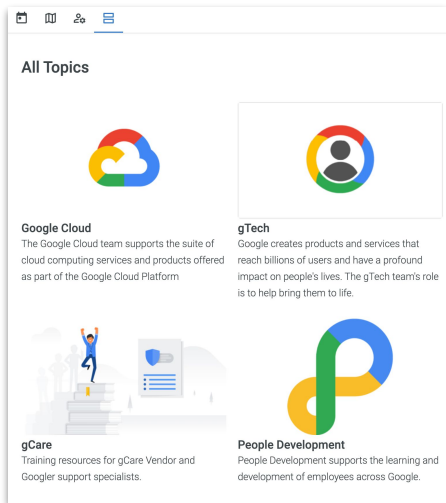 All Topics
Google Cloud
The Google Cloud team supports the suite of
cloud computing services and products offered
as part of the Google Cloud Platform
gTech
Google creates products and services that
reach billions of users and have a profound
impact on people's lives. The gTech team's role
is to help bring them to life.
gCare
Training resources for gCare Vendor and
Googler support specialists.
People Development
People Development supports the learning and
development of employees across Google.